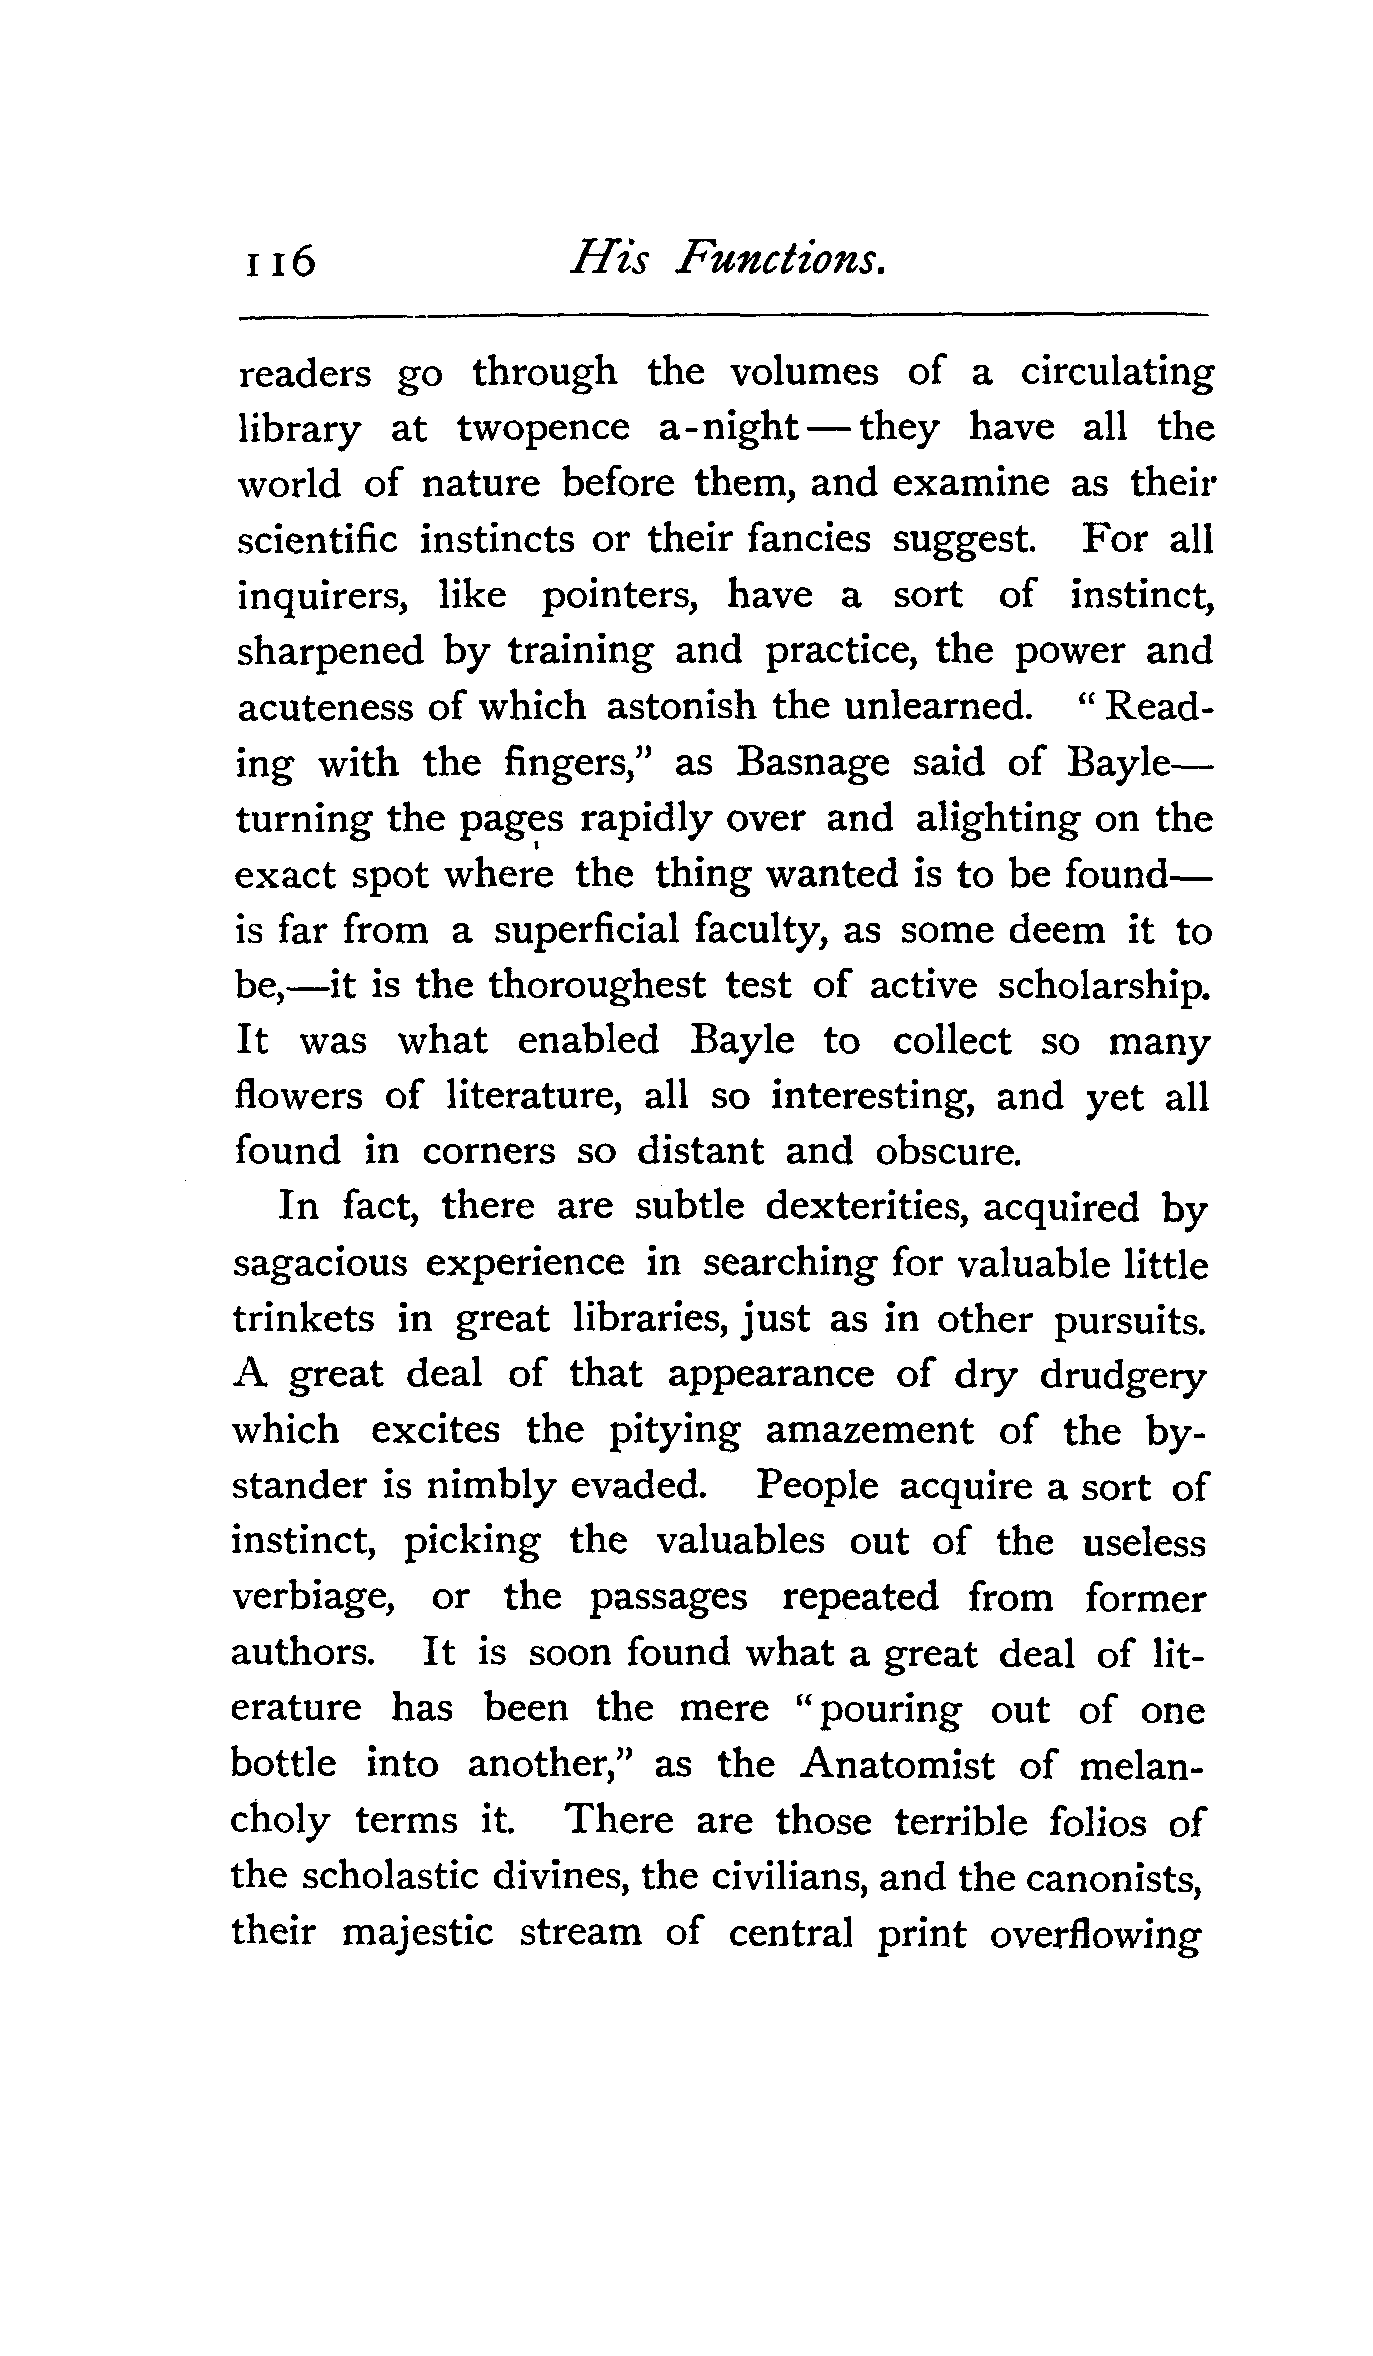 116 His Functions.
readers go through the volumes of a circulating
library at twopence a-night — they have all the
world of nature before them, and examine as their
scientific instincts or their fancies suggest. For all
inquirers, like pointers, have a sort of instinct,
sharpened by training and practice, the power and
acuteness of which astonish the unlearned. “Read-
ing with the fingers,” as Basnage said of Bayle—
turning the pages rapidly over and alighting on the
exact spot where the thing wanted is to be found—
is far from a superficial faculty, as some deem it to
be,—it is the thoroughest test of active scholarship.
It was what enabled Bayle to collect so many
flowers of literature, all so interesting, and yet all
found in corners so distant and obscure.
In fact, there are subtle dexterities, acquired by
sagacious experience in searching for valuable little
trinkets in great libraries, just as in other pursuits.
A great deal of that appearance of dry drudgery
which excites the pitying amazement of the by-
stander is nimbly evaded. People acquire a sort of
instinct, picking the valuables out of the useless
verbiage, or the passages repeated from former
authors. It is soon found what a great deal of lit-
erature has been the mere “pouring out of one
bottle into another,” as the Anatomist of melan-
choly terms it. There are those terrible folios of
the scholastic divines, the civilians, and the canonists,
their majestic stream of central print overflowing